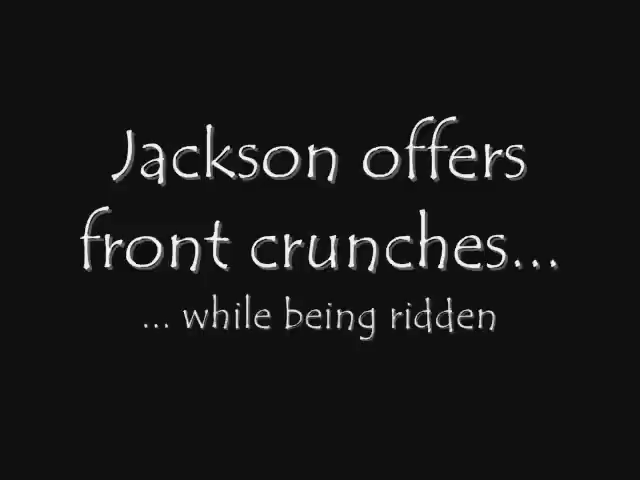 Jackson offers
front crunches...
... while being ridden